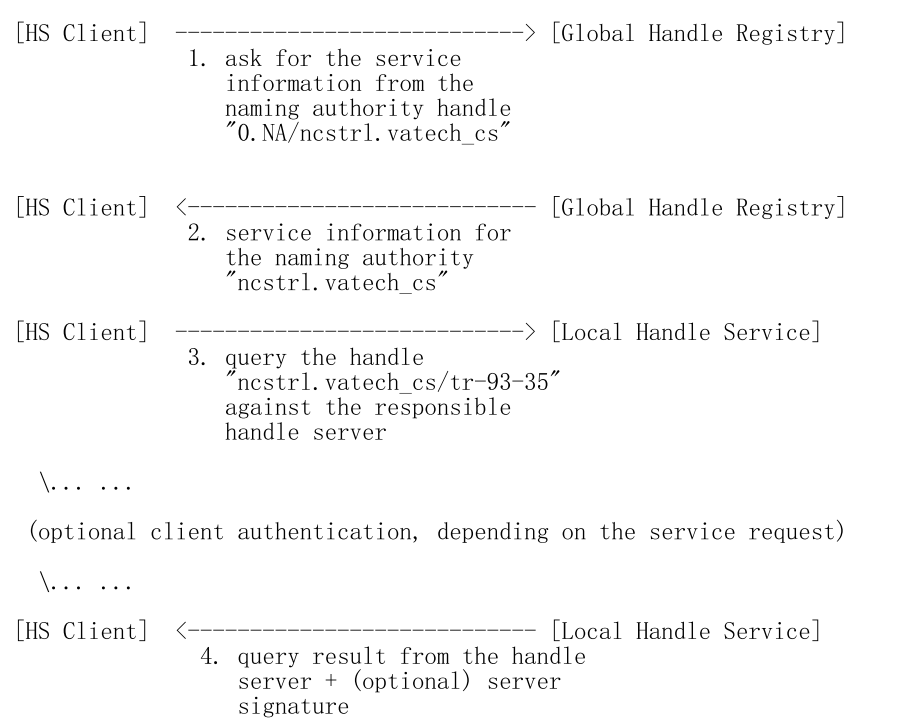 [HS Client] ----------------------------> [Global Handle Registry]
1. ask for the service
information from the
naming authority handle
"0.NA/ncstrl.vatech_cs"
[HS Client] <---------------------------- [Global Handle Registry]
2. service information for
the naming authority
"ncstrl.vatech_cs"
[HS Client] ----------------------------> [Local Handle Service]
3. query the handle
"ncstrl.vatech_cs/tr-93-35"
against the responsible
handle server
\... ...
(optional client authentication, depending on the service request)
\... ...
[HS Client] <---------------------------- [Local Handle Service]
4. query result from the handle
server + (optional) server
signature